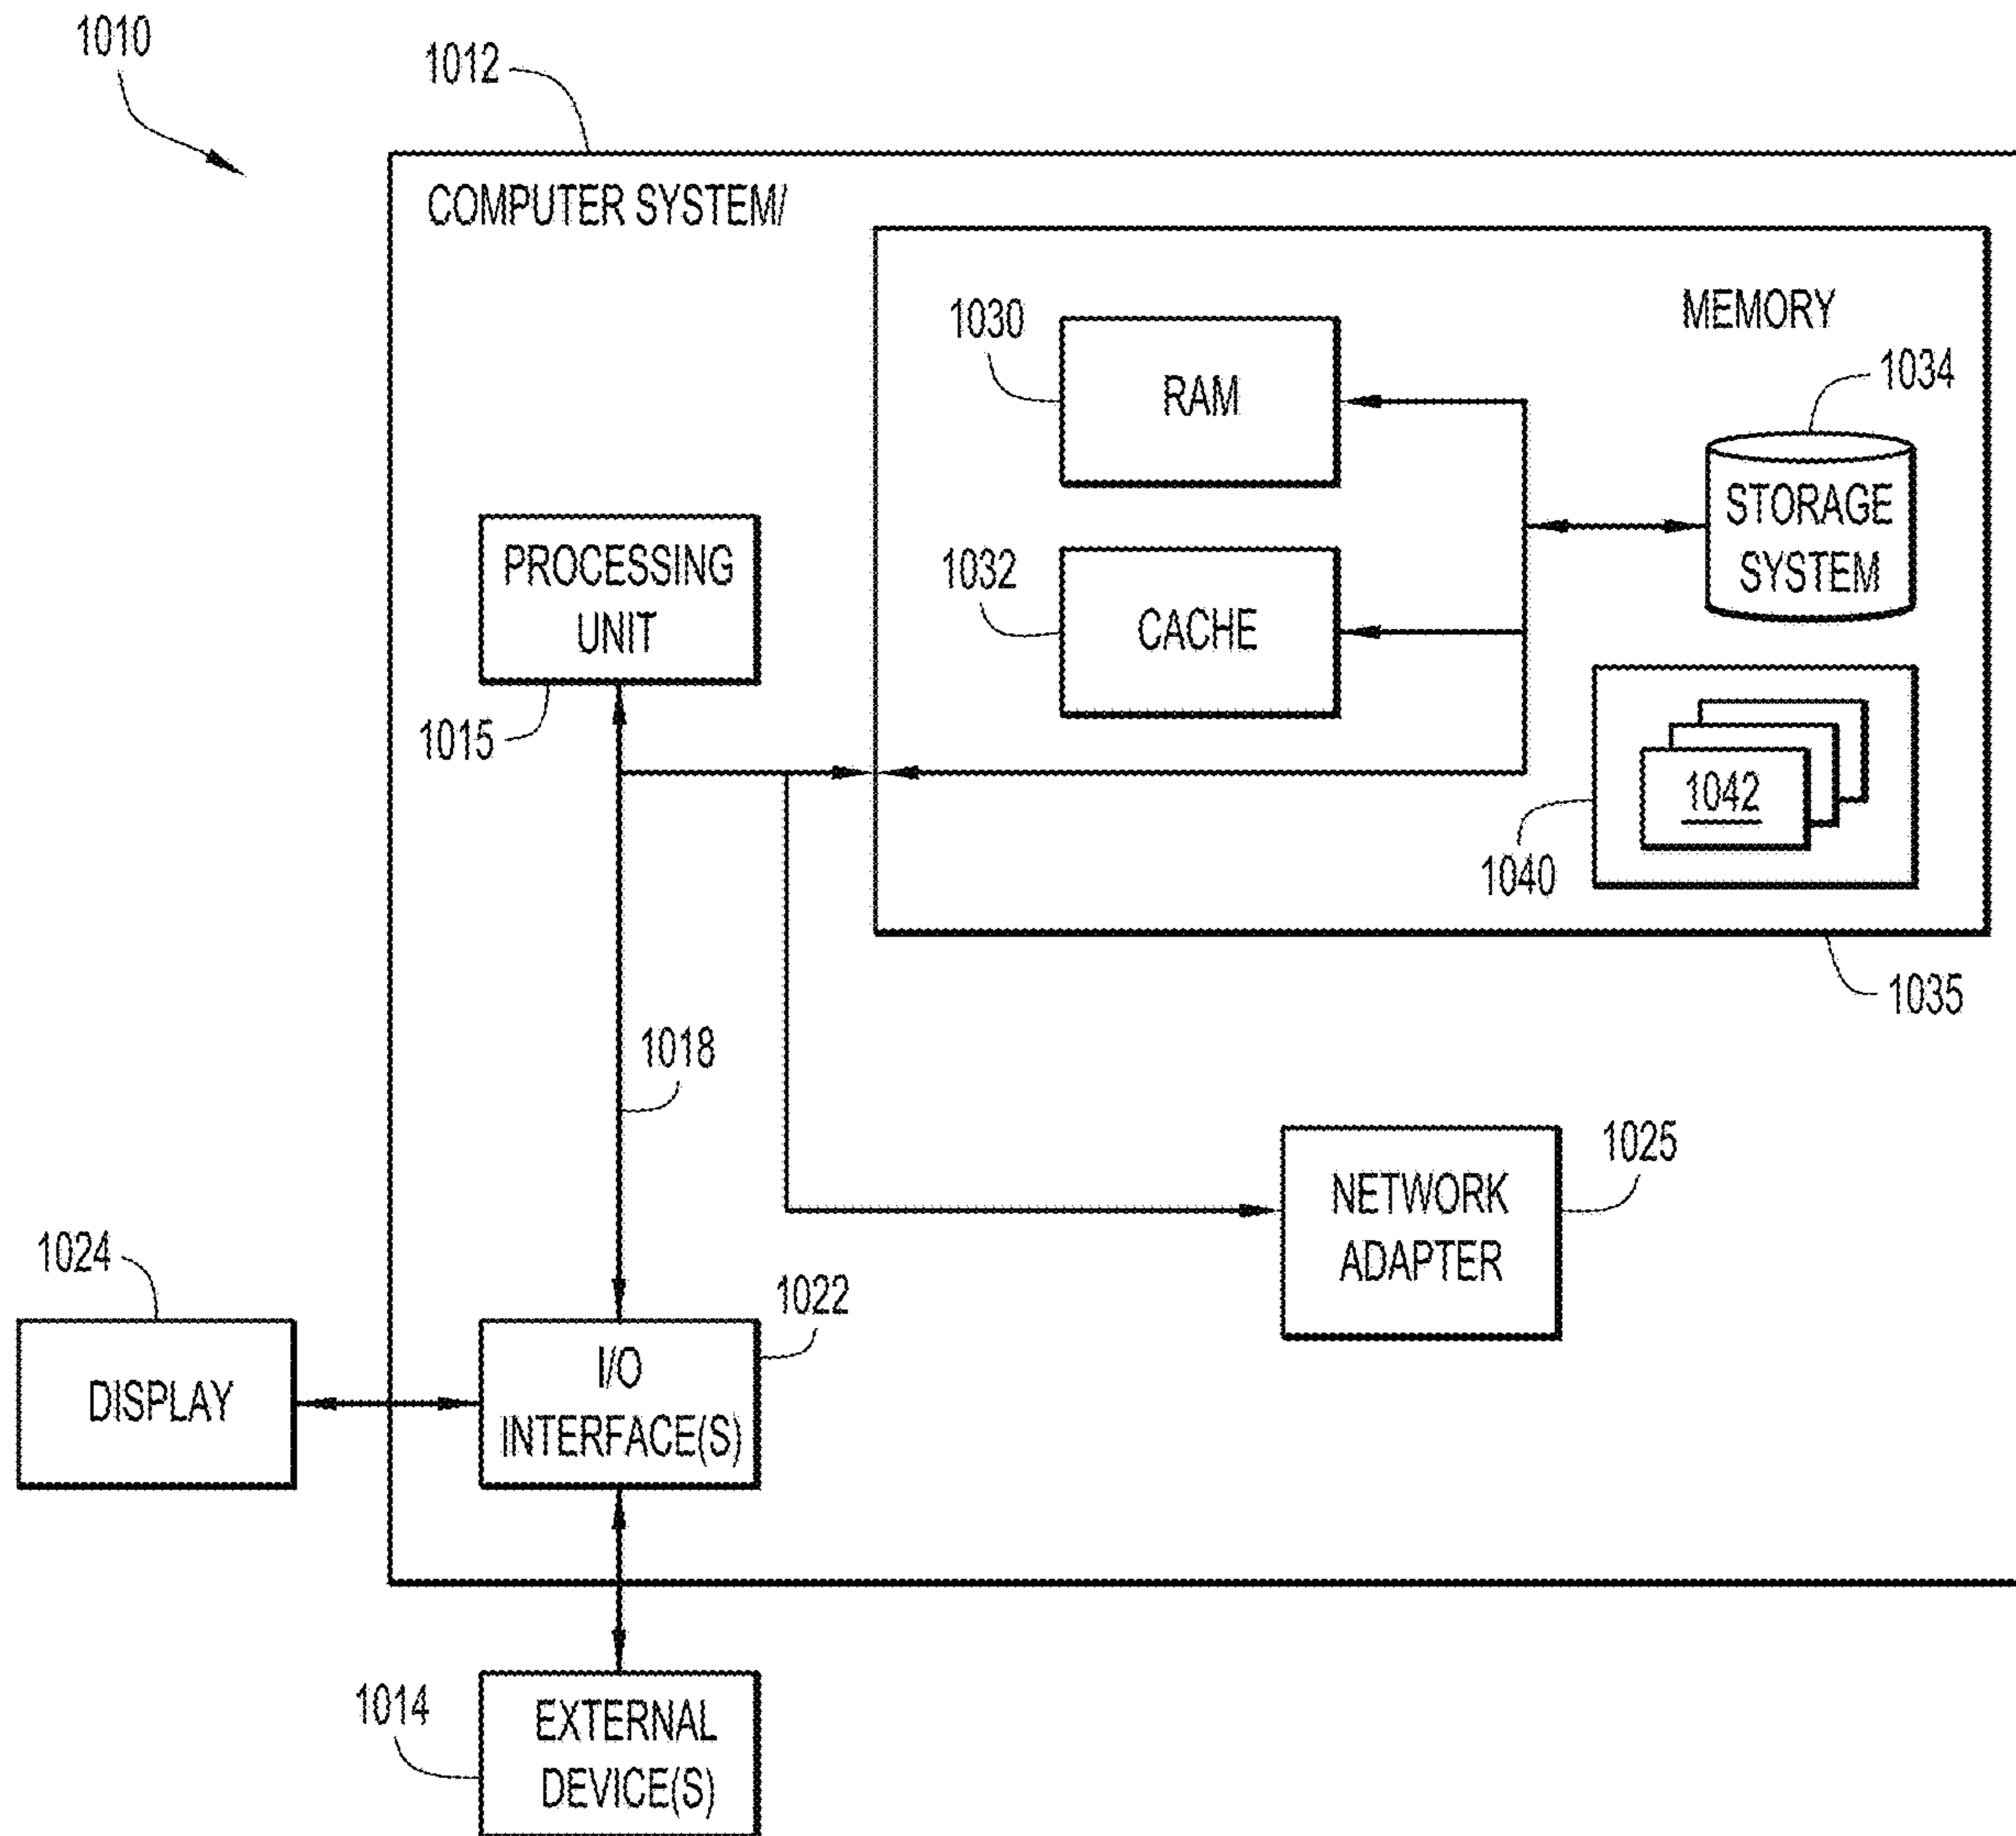 1010
1012
COMPUTER SYSTEM/
MEMORY
1030
RAM
1034
STORAGE
SYSTEM
PROCESSING
UNIT
1015
1032
CACHE
1042
1040
1035
1018
1025
NETWORK
ADAPTER
1024
DISPLAY
1022
I/O
INTERFACE(S)
1014
EXTERNAL
DEVICE(S)